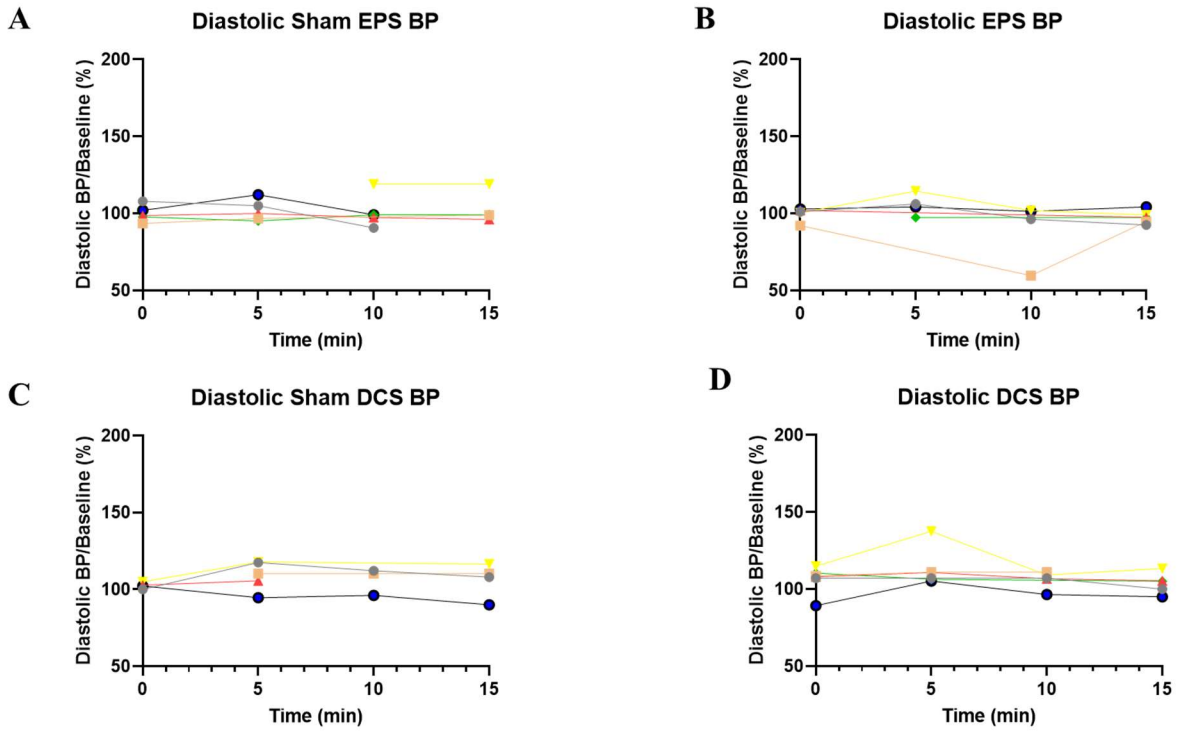 A
Diastolic Sham EPS BP
Diastolic BP/Baseline (%)
200
150
100
50
0 5 10 15
Time (min)
B
Diastolic EPS BP
Diastolic BP/Baseline (%)
200
150
100
50
0 5 10 15
Time (min)
C
Diastolic Sham DCS BP
Diastolic BP/Baseline (%)
200
150
100
50
0 5 10 15
Time (min)
D
Diastolic DCS BP
Diastolic BP/Baseline (%)
200
150
100
50
0 5 10 15
Time (min)